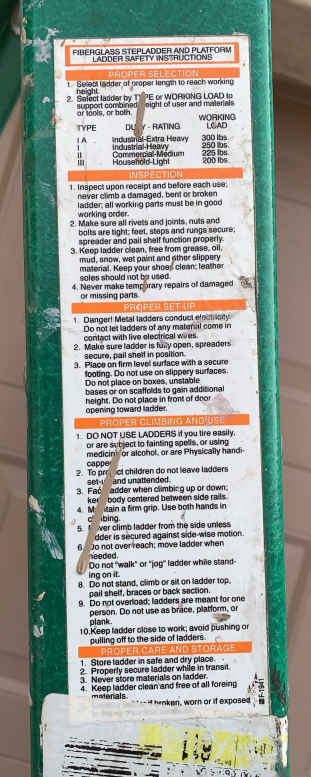 FIBERGLASS STEPLADDER AND PLATFORM
LADDER SAFETY INSTRUCTIONS
PROPER SELECTION
1. Select ladder of proper length to reach working
height.
2. Select ladder by TYPE or WORKING LOAD to
support combined weight of user and materials
or tools, or both.
WORKING
TYPE DUTY - RATING LOAD
I A Industrial-Extra Heavy 300 lbs.
I Industrial-Heavy 250 lbs.
II Commercial-Medium 225 lbs.
III Household-Light 200 lbs.
INSPECTION
1. Inspect upon receipt and before each use;
never climb a damaged, bent or broken
ladder; all working parts must be in good
working order.
2. Make sure all rivets and joints, nuts and
bolts are tight; feet, steps and rungs secure;
spreader and pail shelf function properly.
3. Keep ladder clean, free from grease, oil,
mud, snow, wet paint and other slippery
material. Keep your shoes clean; leather
soles should not be used.
4. Never make temporary repairs of damaged
or missing parts.
PROPER SET-UP
1. Danger! Metal ladders conduct electricity.
Do not let ladders of any material come in
contact with live electrical wires.
2. Make sure ladder is fully open, spreaders
secure, pail shelf in position.
3. Place on firm level surface with a secure
footing. Do not use on slippery surfaces.
Do not place on boxes, unstable
bases or on scaffolds to gain additional
height. Do not place in front of door
opening toward ladder.
PROPER CLIMBING AND USE
1. DO NOT USE LADDERS if you tire easily,
or are subject to fainting spells, or using
medicine or alcohol, or are Physically handi-
capped.
2. To protect children do not leave ladders
set-up and unattended.
3. Face ladder when climbing up or down;
keep body centered between side rails.
4. Maintain a firm grip. Use both hands in
climbing.
5. Never climb ladder from the side unless
ladder is secured against side-wise motion.
6. Do not overreach; move ladder when
needed.
7. Do not "walk" or "jog" ladder while stand-
ing on it.
8. Do not stand, climb or sit on ladder top,
pail shelf, braces or back section.
9. Do not overload; ladders are meant for one
person. Do not use as brace, platform, or
plank.
10. Keep ladder close to work; avoid pushing or
pulling off to the side of ladders.
PROPER CARE AND STORAGE
1. Store ladder in safe and dry place.
2. Properly secure ladder while in transit.
3. Never store materials on ladder.
4. Keep ladder clean and free of all foreing
materials.
if broken, worn or if exposed
F-1941